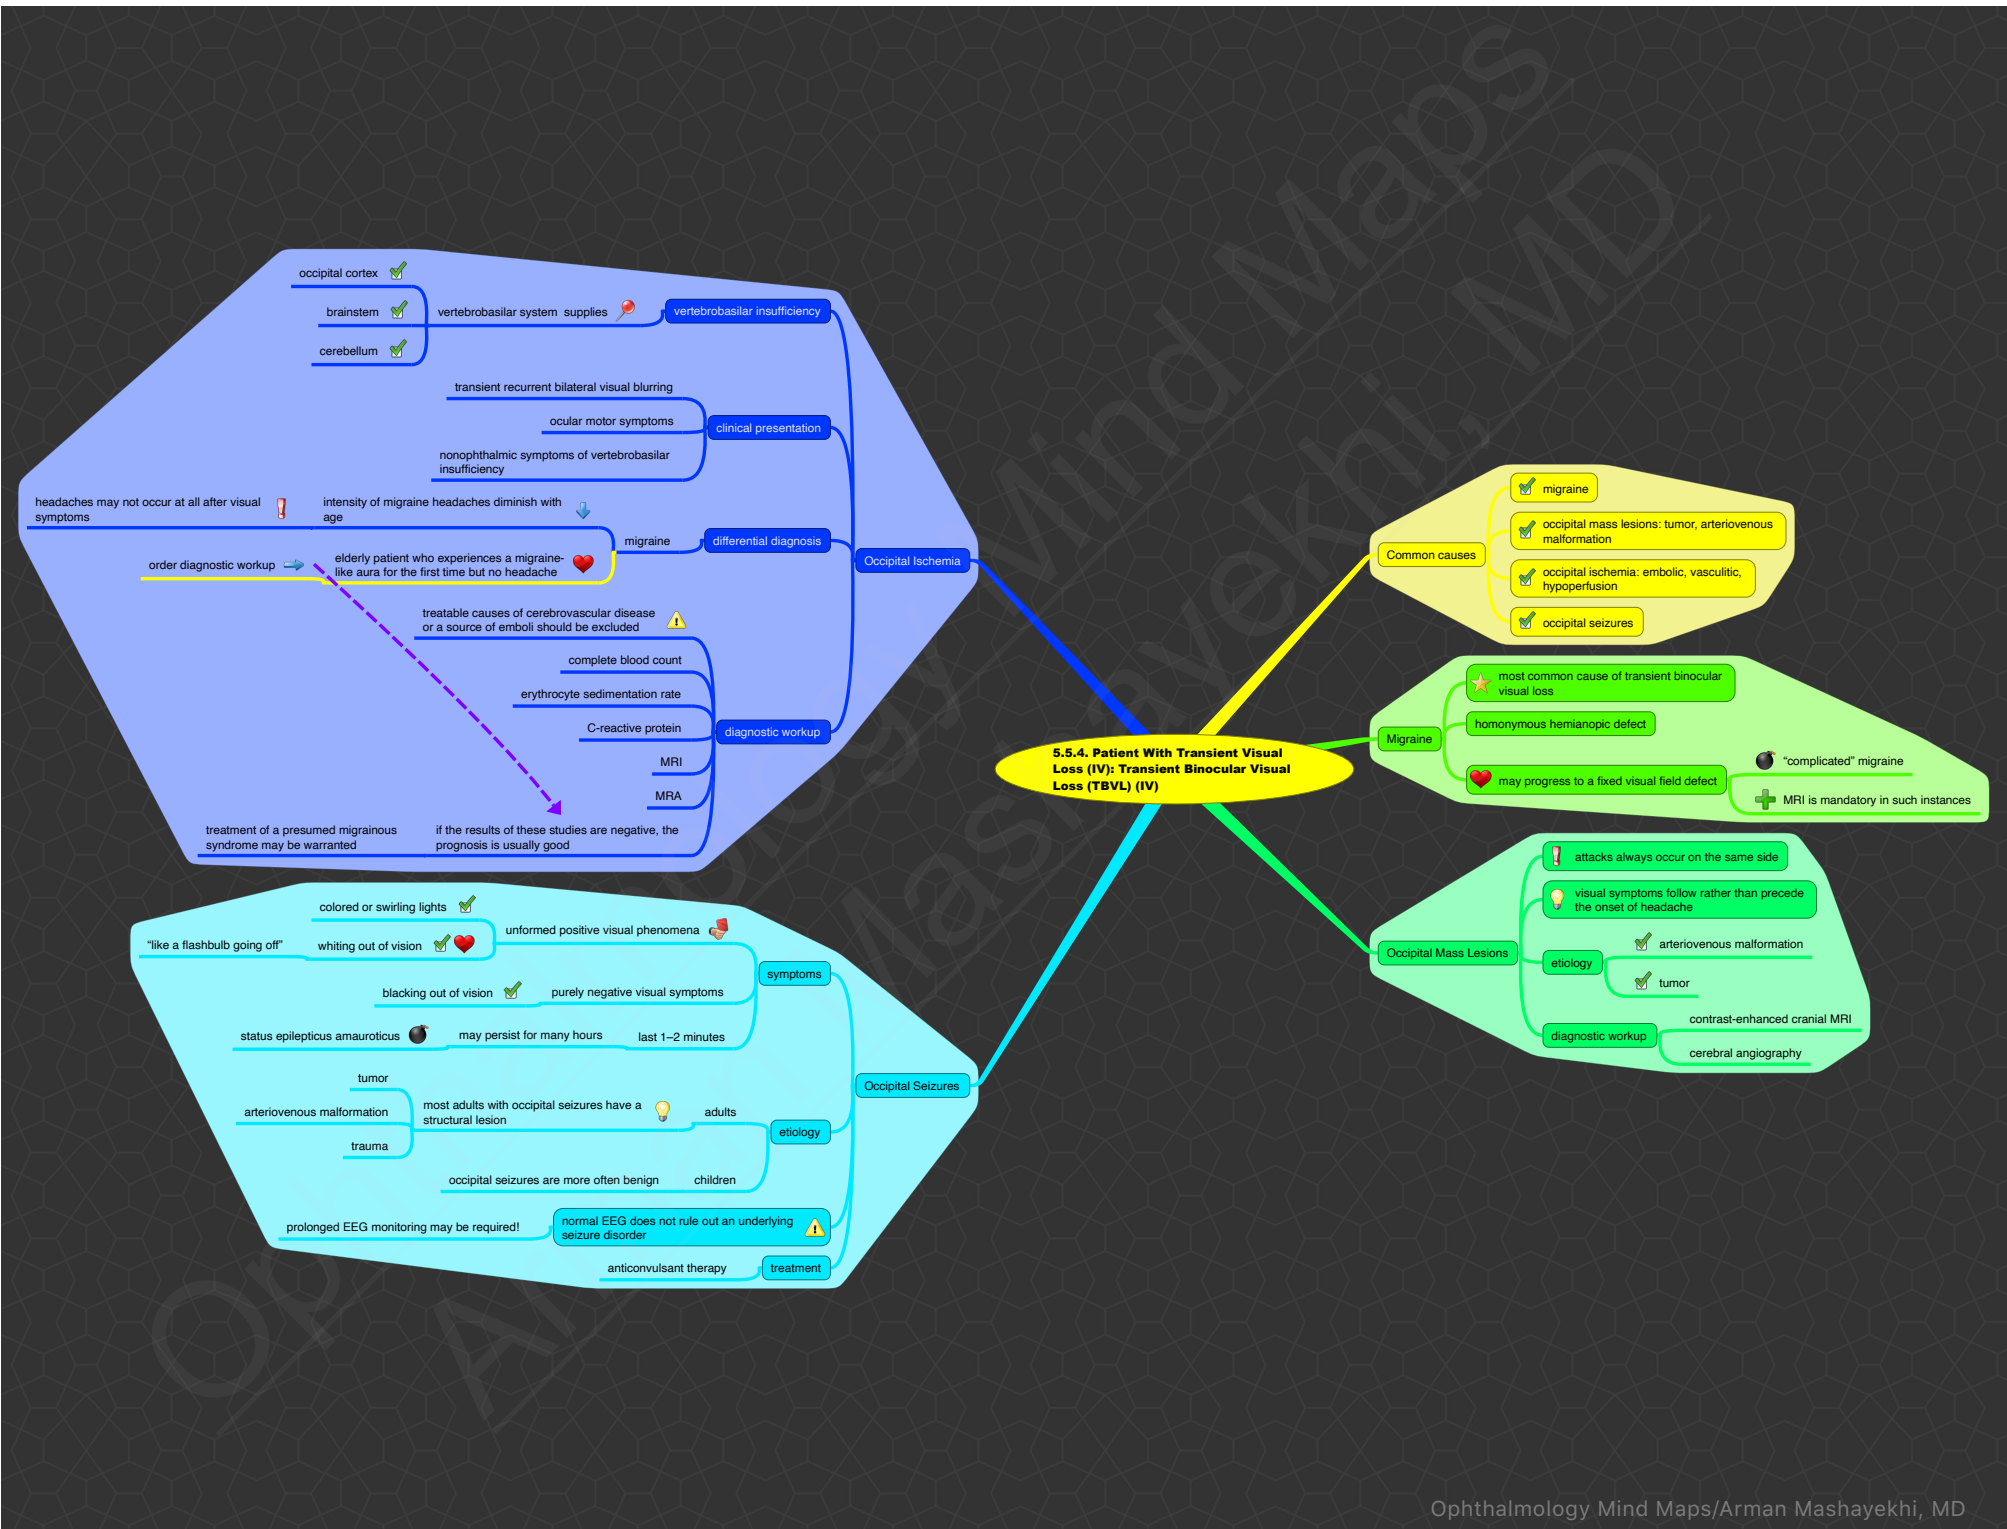 5.5.4. Patient With Transient Visual
Loss (IV): Transient Binocular Visual
Loss (TBVL) (IV)
Common causes
migraine
occipital mass lesions: tumor, arteriovenous
malformation
occipital ischemia: embolic, vasculitic,
hypoperfusion
occipital seizures
Migraine
most common cause of transient binocular
visual loss
homonymous hemianopic defect
may progress to a fixed visual field defect
“complicated” migraine
MRI is mandatory in such instances
Occipital Mass Lesions
attacks always occur on the same side
visual symptoms follow rather than precede
the onset of headache
etiology
arteriovenous malformation
tumor
diagnostic workup
contrast-enhanced cranial MRI
cerebral angiography
Occipital Ischemia
vertebrobasilar insufficiency
vertebrobasilar system  supplies
occipital cortex
brainstem
cerebellum
clinical presentation
transient recurrent bilateral visual blurring
ocular motor symptoms
nonophthalmic symptoms of vertebrobasilar
insufficiency
differential diagnosis
migraine
intensity of migraine headaches diminish with
age
headaches may not occur at all after visual
symptoms
elderly patient who experiences a migraine-
like aura for the first time but no headache
order diagnostic workup
diagnostic workup
treatable causes of cerebrovascular disease
or a source of emboli should be excluded
complete blood count
erythrocyte sedimentation rate
C-reactive protein
MRI
MRA
if the results of these studies are negative, the
prognosis is usually good
treatment of a presumed migrainous
syndrome may be warranted
Occipital Seizures
symptoms
unformed positive visual phenomena
colored or swirling lights
whiting out of vision
“like a flashbulb going off”
purely negative visual symptoms
blacking out of vision
last 1–2 minutes
may persist for many hours
status epilepticus amauroticus
etiology
adults
most adults with occipital seizures have a
structural lesion
tumor
arteriovenous malformation
trauma
children
occipital seizures are more often benign
normal EEG does not rule out an underlying
seizure disorder
prolonged EEG monitoring may be required!
treatment
anticonvulsant therapy
Ophthalmology Mind Maps
Arman Mashayekhi, MD
Ophthalmology Mind Maps/Arman Mashayekhi, MD